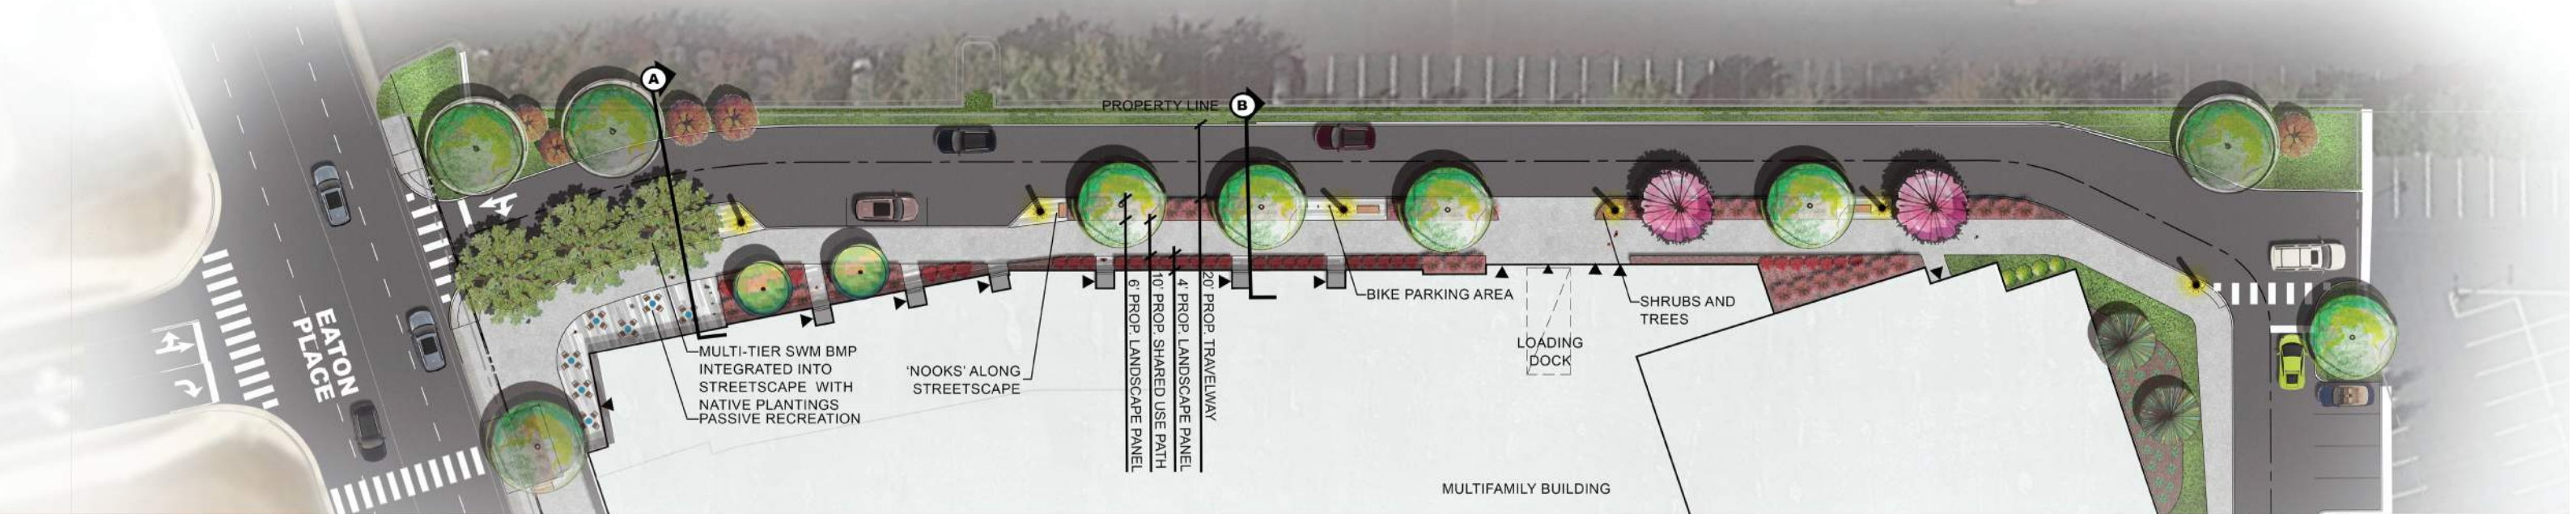 A
PROPERTY LINE
B
EATON
PLACE
MULTI-TIER SWM BMP
INTEGRATED INTO
STREETSCAPE WITH
NATIVE PLANTINGS
PASSIVE RECREATION
'NOOKS' ALONG
STREETSCAPE
6' PROP. LANDSCAPE PANEL
10' PROP. SHARED USE PATH
4' PROP. LANDSCAPE PANEL
20' PROP. TRAVELWAY
BIKE PARKING AREA
LOADING
DOCK
SHRUBS AND
TREES
MULTIFAMILY BUILDING